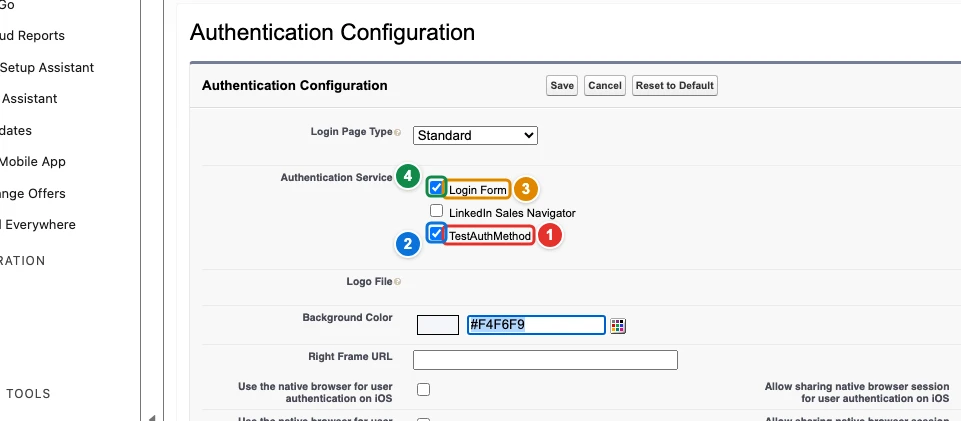 Go
Authentication Configuration
ud Reports
Setup Assistant
Authentication Configuration
Save
Cancel
Reset to Default
Assistant
dates
Login Page Type
Standard
Mobile App
Authentication Service
4
Login Form
3
nge Offers
LinkedIn Sales Navigator
Everywhere
2
TestAuthMethod
1
RATION
Logo File
Background Color
#F4F6F9
Right Frame URL
Use the native browser for user
authentication on iOS
Allow sharing native browser session
for user authentication on iOS
TOOLS
Use the native browser for user
Allow sharing native browser session